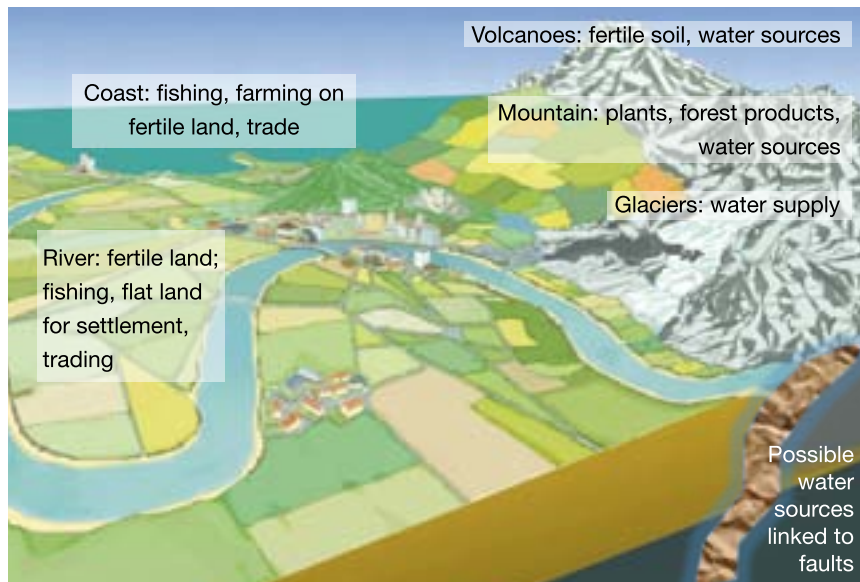 Volcanoes: fertile soil, water sources
Coast: fishing, farming on
fertile land, trade
Mountain: plants, forest products,
water sources
Glaciers: water supply
River: fertile land;
fishing, flat land
for settlement,
trading
Possible
water
sources
linked to
faults